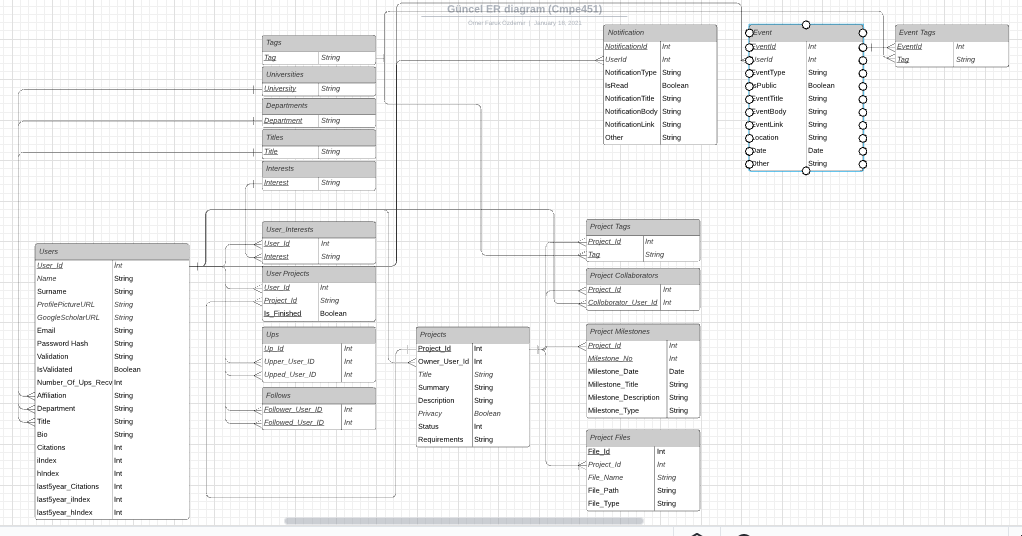 Güncel ER diagram (Cmpe451)
Ömer Faruk Özdemir | January 16, 2021
Tags
Tag String
Universities
University String
Departments
Department String
Titles
Title String
Interests
Interest String
Notification
NotificationId Int
UserId Int
NotificationType String
IsRead Boolean
NotificationTitle String
NotificationBody String
NotificationLink String
Other String
Event
EventId Int
UserId Int
EventType String
IsPublic Boolean
EventTitle String
EventBody String
EventLink String
Location String
Date Date
Other String
Event Tags
EventId Int
Tag String
Users
User_Id Int
Name String
Surname String
ProfilePictureURL String
GoogleScholarURL String
Email String
Password Hash String
Validation String
IsValidated Boolean
Number_Of_Ups_Recv Int
Affiliation String
Department String
Title String
Bio String
Citations Int
iIndex Int
hIndex Int
last5year_Citations Int
last5year_iIndex Int
last5year_hIndex Int
User_Interests
User_Id Int
Interest String
User Projects
User_Id Int
Project_Id String
Is_Finished Boolean
Ups
Up_Id Int
Upper_User_ID Int
Upped_User_ID Int
Follows
Follower_User_ID Int
Followed_User_ID Int
Projects
Project_Id Int
Owner_User_Id Int
Title String
Summary String
Description String
Privacy Boolean
Status Int
Requirements String
Project Tags
Project_Id Int
Tag String
Project Collaborators
Project_Id Int
Colloborator_User_Id Int
Project Milestones
Project_Id Int
Milestone_No Int
Milestone_Date Date
Millestone_Title String
Milestone_Description String
Milestone_Type String
Project Files
File_Id Int
Project_Id Int
File_Name String
File_Path String
File_Type String